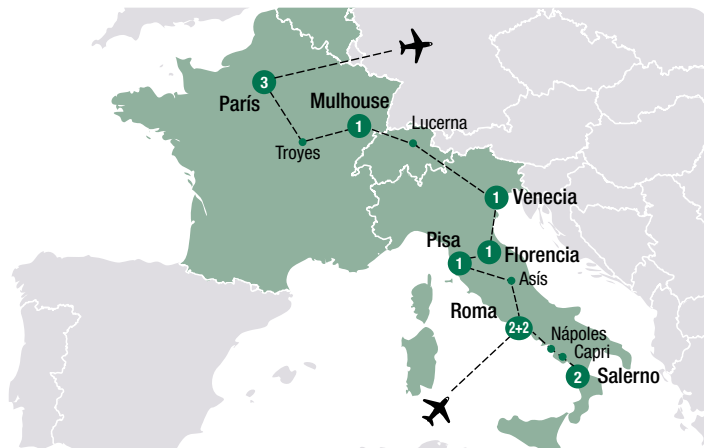 3
París
Mulhouse
1
Lucerna
Troyes
1
Venecia
Pisa
1
1
Florencia
Asís
Roma
2+2
Nápoles
Capri
2
Salerno